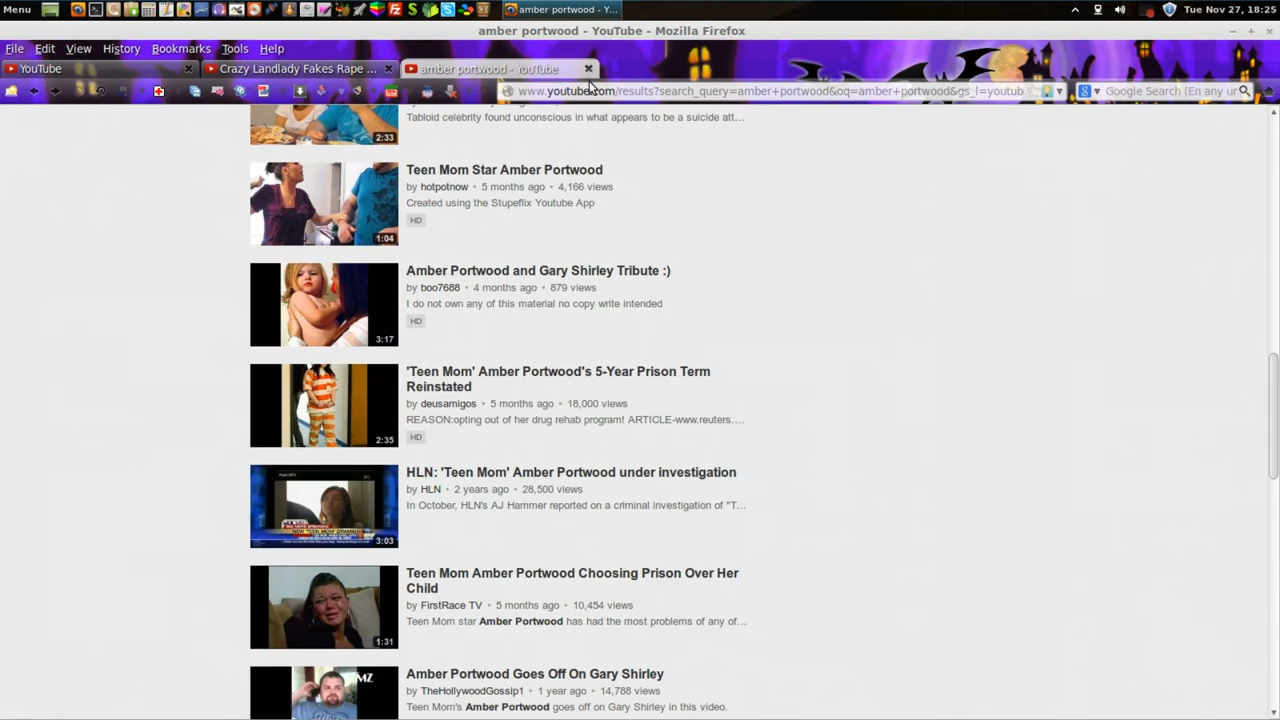 Menu
amber portwood - Y...
Tue Nov 27, 18:25
amber portwood - YouTube - Mozilla Firefox
File Edit View History Bookmarks Tools Help
YouTube
Crazy Landlady Fakes Rape ...
amber portwood - YouTube
www.youtube.com/results?search_query=amber+portwood&oq=amber+portwood&gs_l=youtub
Google Search (En any ur
2:33
Tabloid celebrity found unconscious in what appears to be a suicide att...
Teen Mom Star Amber Portwood
by hotpotnow • 5 months ago • 4,166 views
Created using the Stupeflix Youtube App
HD
1:04
Amber Portwood and Gary Shirley Tribute :)
by boo7688 • 4 months ago • 879 views
I do not own any of this material no copy write intended
HD
3:17
'Teen Mom' Amber Portwood's 5-Year Prison Term
Reinstated
by deusamigos • 5 months ago • 18,000 views
REASON:opting out of her drug rehab program! ARTICLE-www.reuters....
HD
2:35
HLN: 'Teen Mom' Amber Portwood under investigation
by HLN • 2 years ago • 28,500 views
In October, HLN's AJ Hammer reported on a criminal investigation of "T...
3:03
Teen Mom Amber Portwood Choosing Prison Over Her
Child
by FirstRace TV • 5 months ago • 10,454 views
Teen Mom star Amber Portwood has had the most problems of any of...
1:31
Amber Portwood Goes Off On Gary Shirley
by TheHollywoodGossip1 • 1 year ago • 14,788 views
Teen Mom's Amber Portwood goes off on Gary Shirley in this video.